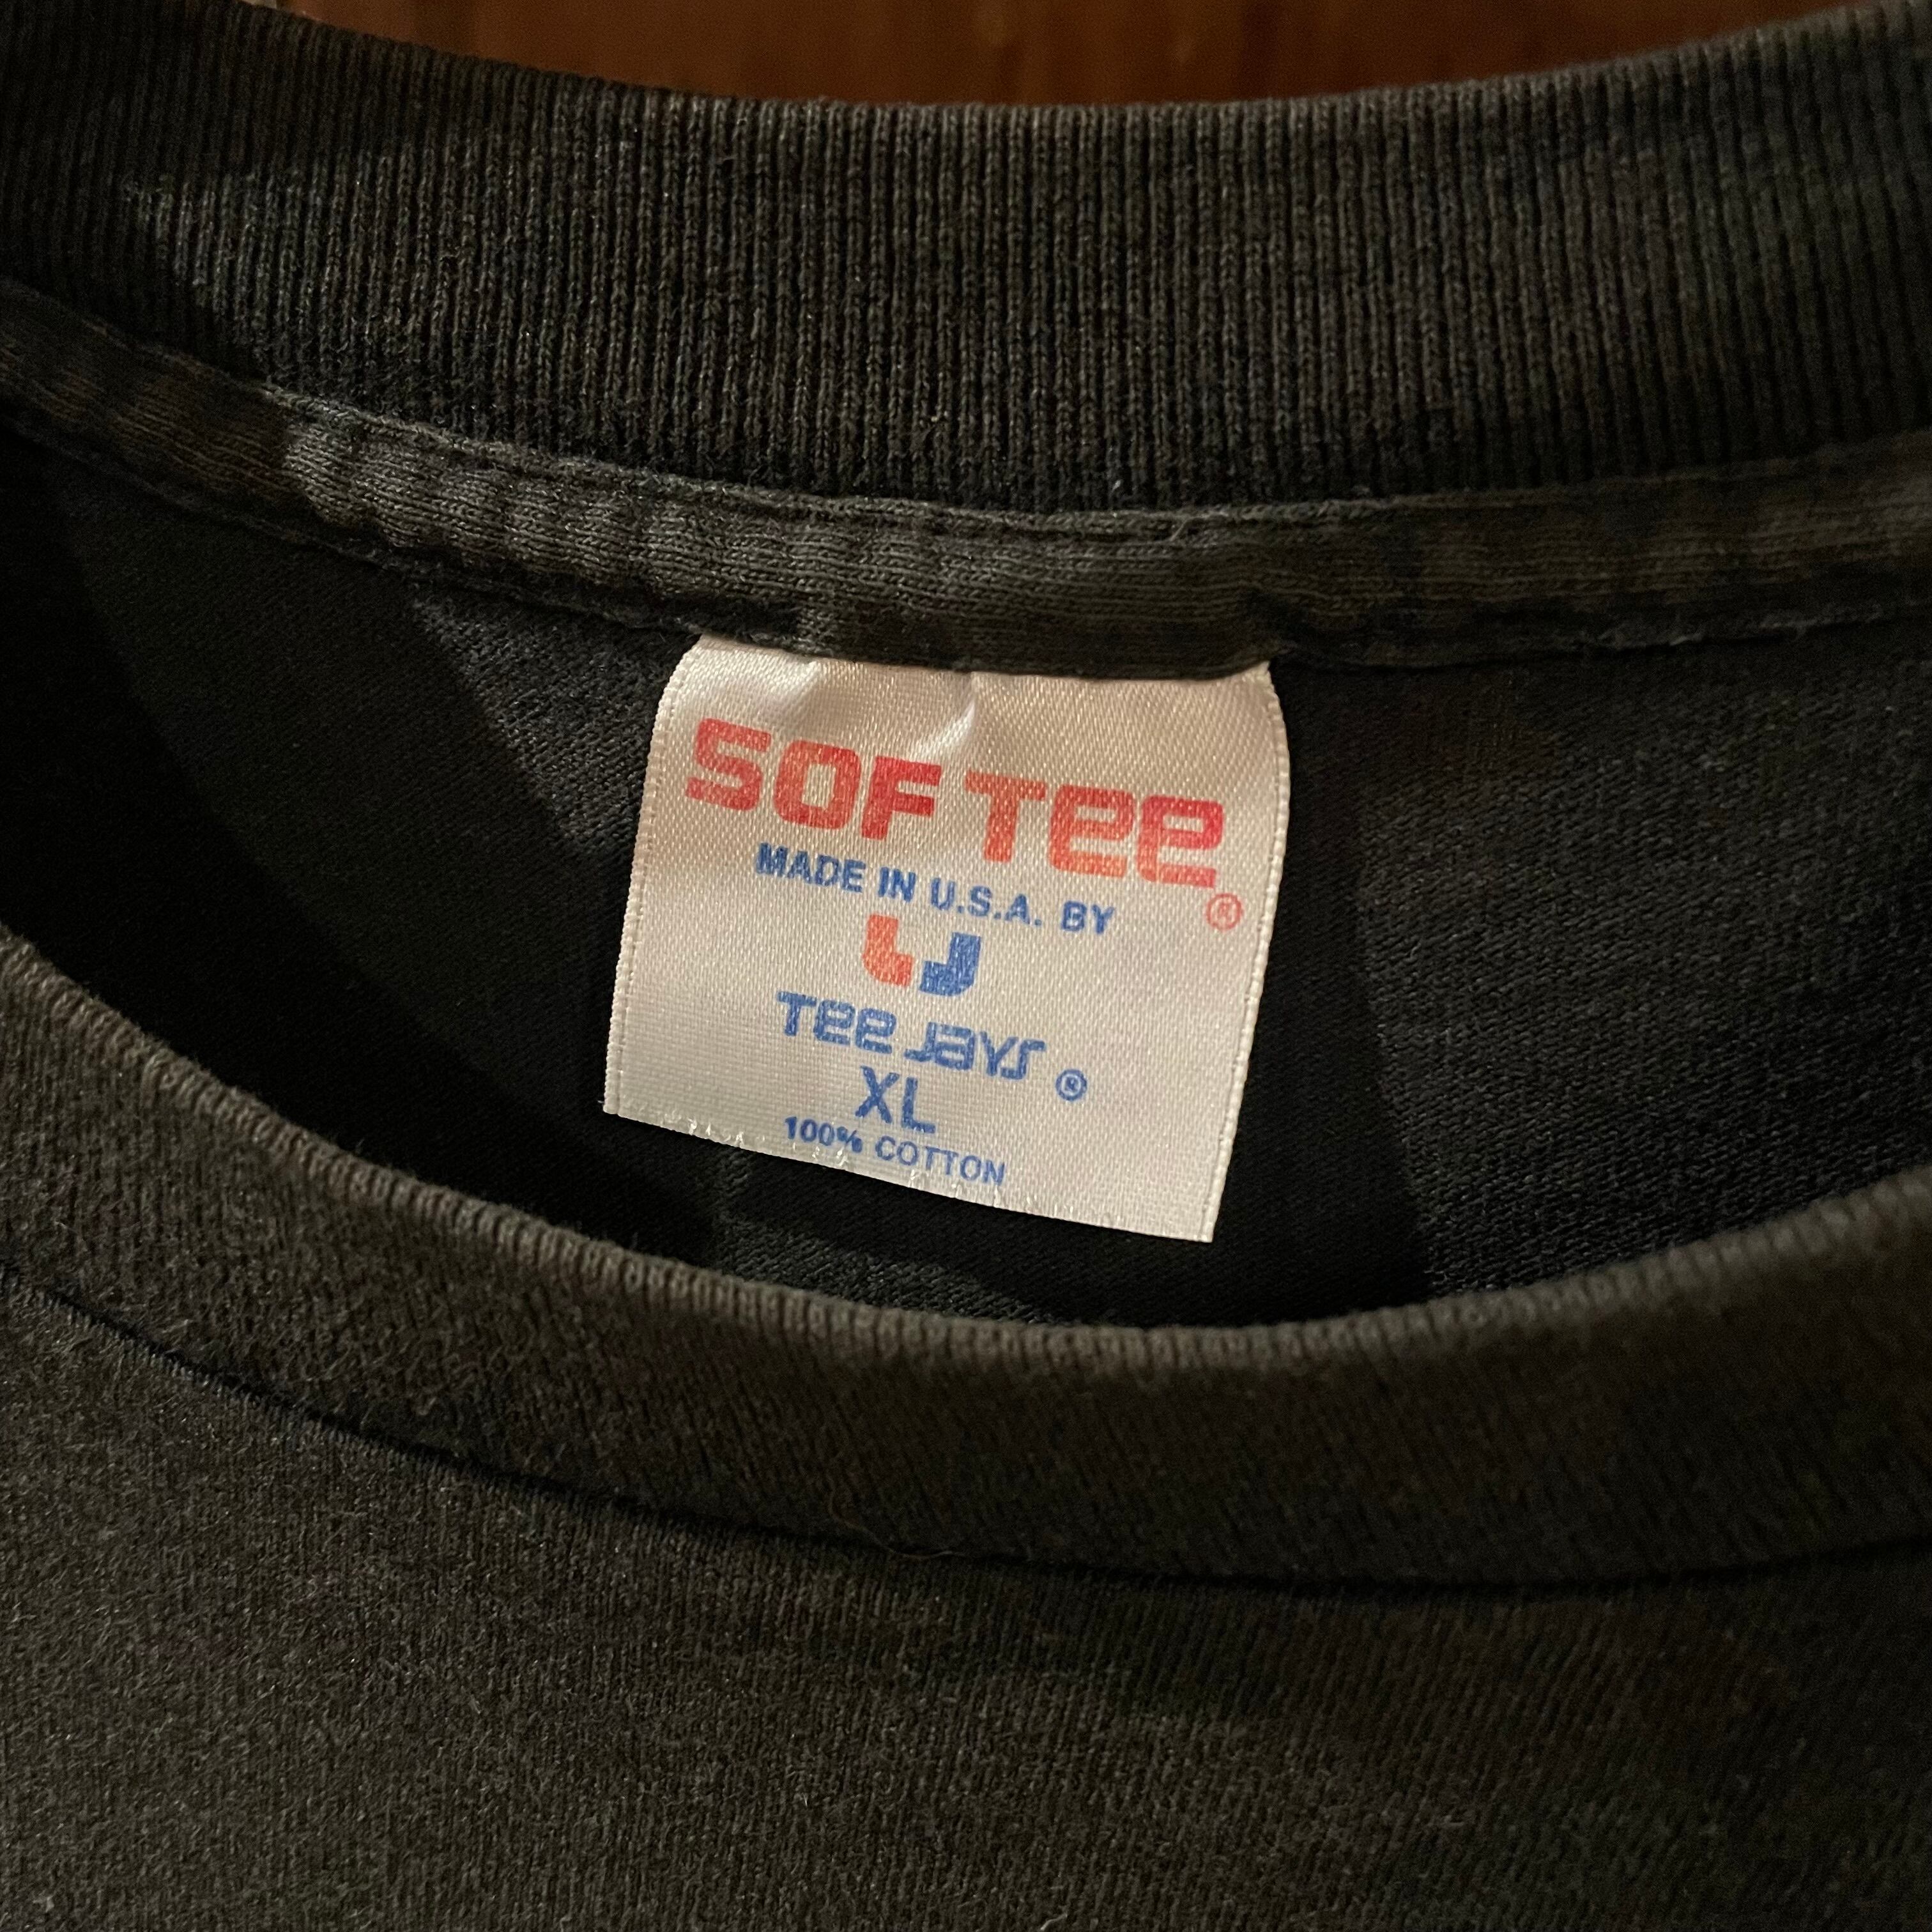 SOF TEE®
MADE IN U.S.A. BY
TJ
TEE JAYS®
XL
100% COTTON